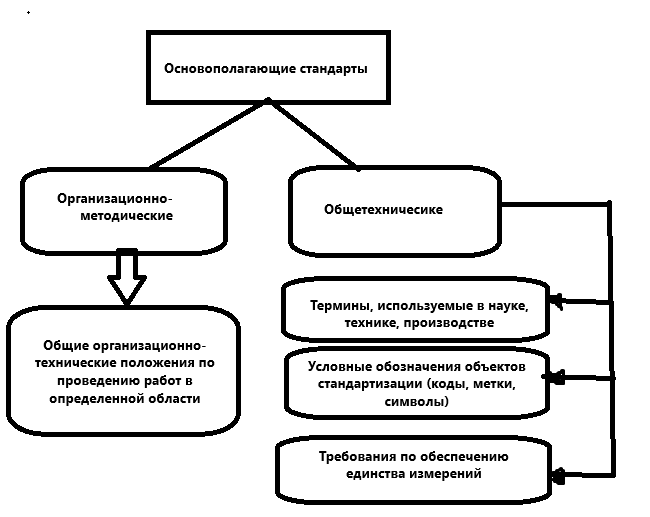 Основополагающие стандарты
Организационно-
методические
Общетехничесике
Общие организационно-
технические положения по
проведению работ в
определенной области
Термины, используемые в науке,
технике, производстве
Условные обозначения объектов
стандартизации (коды, метки,
символы)
Требования по обеспечению
единства измерений